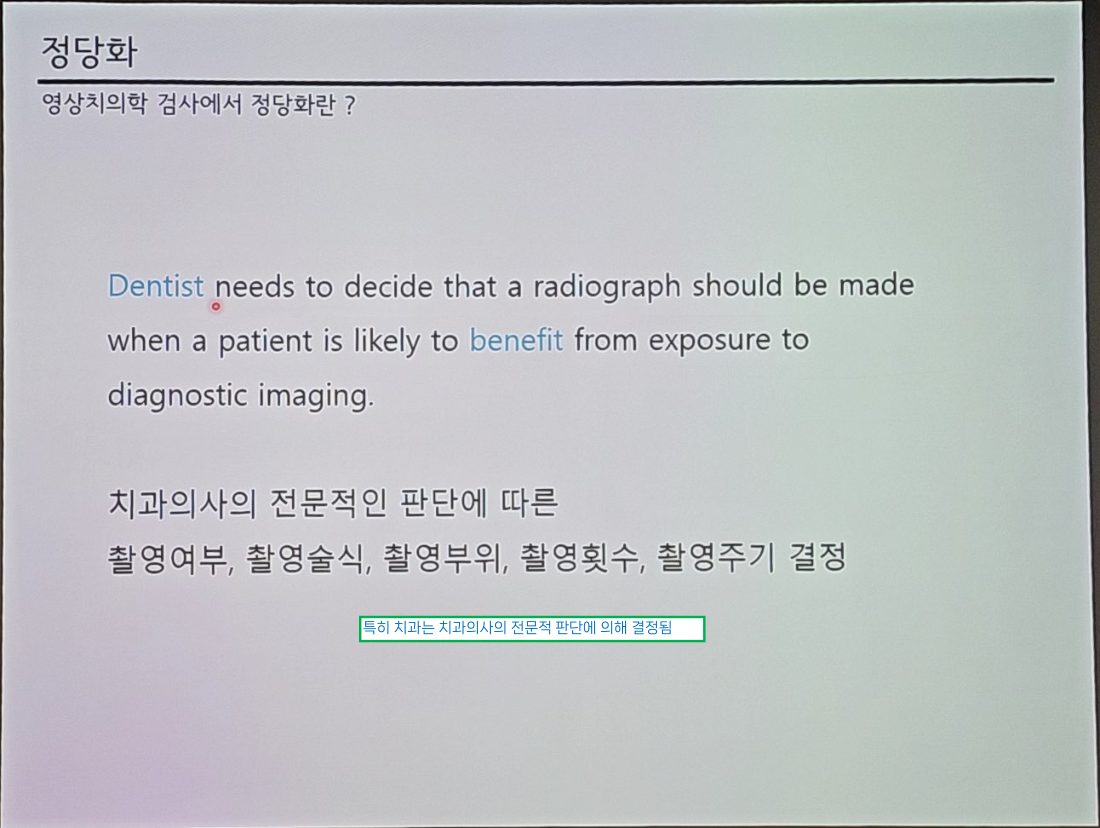 정당화
영상치의학 검사에서 정당화란 ?
Dentist needs to decide that a radiograph should be made
when a patient is likely to benefit from exposure to
diagnostic imaging.
치과의사의 전문적인 판단에 따른
촬영여부, 촬영술식, 촬영부위, 촬영횟수, 촬영주기 결정
특히 치과는 치과의사의 전문적 판단에 의해 결정됨